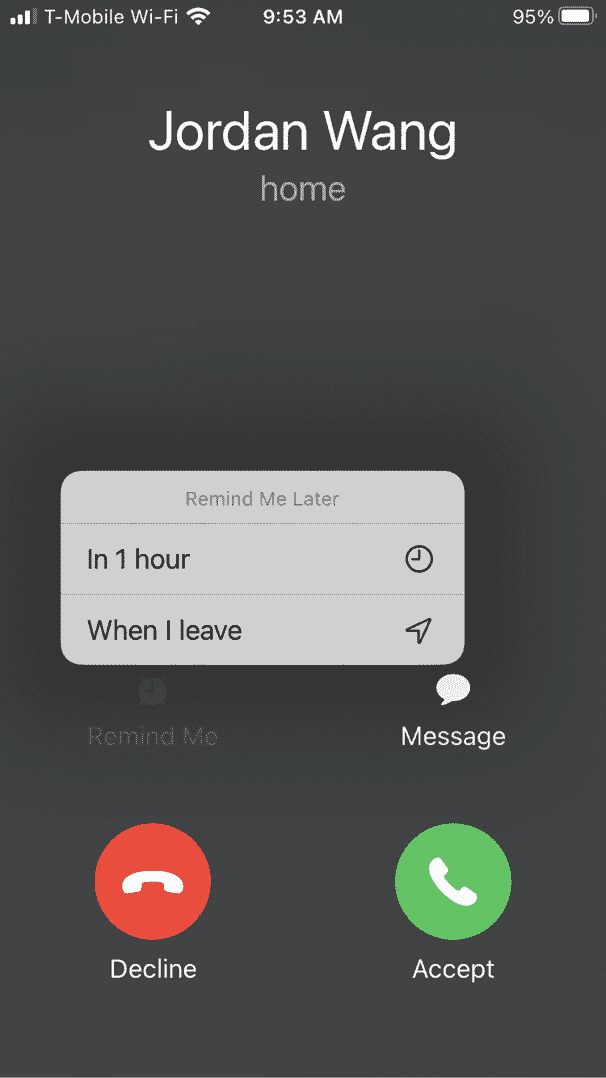 T-Mobile Wi-Fi 9:53 AM 95%
Jordan Wang
home
Remind Me Later
In 1 hour
When I leave
Remind Me Message
Decline Accept